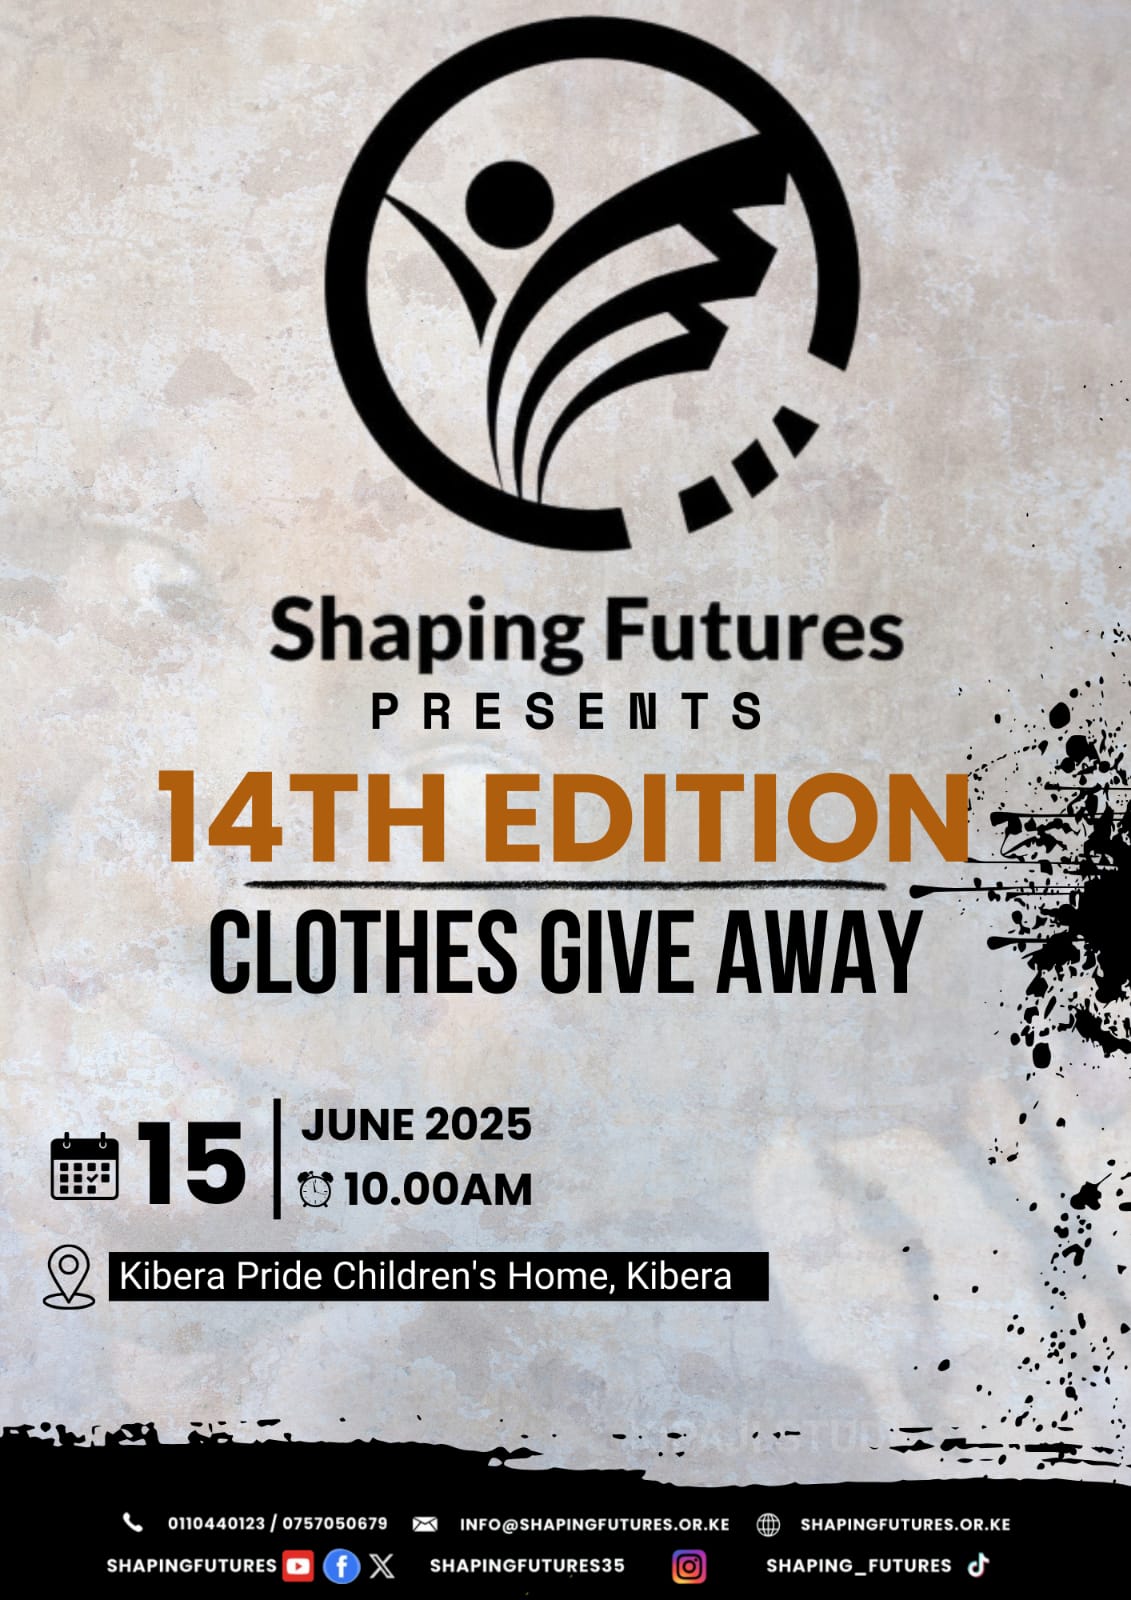 Shaping Futures
PRESENTS
14TH EDITION
CLOTHES GIVE AWAY
15
JUNE 2025
10.00AM
Kibera Pride Children's Home, Kibera
0110440123 / 0757050679 INFO@SHAPINGFUTURES.OR.KE SHAPINGFUTURES.OR.KE
SHAPINGFUTURES SHAPINGFUTURES35 SHAPING_FUTURES